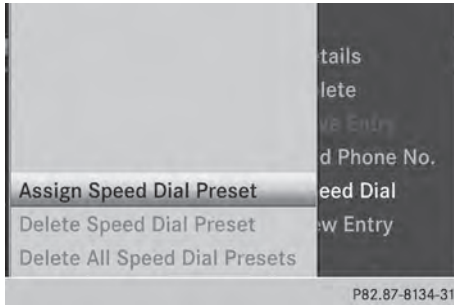 tails
lete
ve Entry
d Phone No.
Assign Speed Dial Preset
eed Dial
Delete Speed Dial Preset
ew Entry
Delete All Speed Dial Presets
P82.87-8134-31